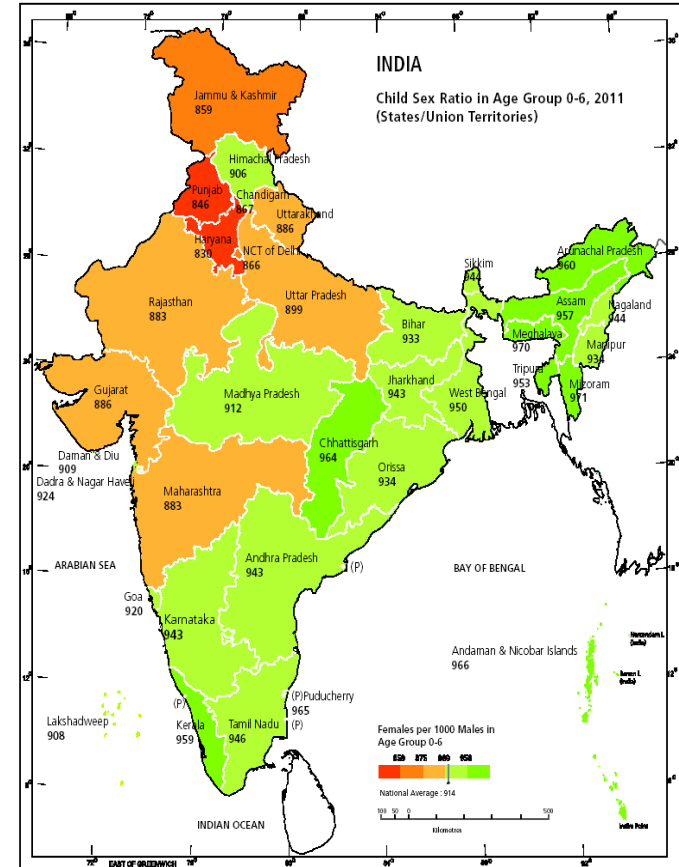 INDIA
Child Sex Ratio in Age Group 0-6, 2011
(States/Union Territories)
Jammu & Kashmir
859
Himachal Pradesh
906
Punjab
846
Chandigarh
867
Uttarakhand
886
Haryana
830
NCT of Delhi
866
Rajasthan
883
Uttar Pradesh
899
Sikkim
944
Arunachal Pradesh
960
Assam
957
Nagaland
944
Bihar
933
Meghalaya
970
Manipur
934
Tripura
953
Mizoram
971
Gujarat
886
Madhya Pradesh
912
Jharkhand
943
West Bengal
950
Chhattisgarh
964
Orissa
934
Daman & Diu
909
Dadra & Nagar Haveli
924
Maharashtra
883
Andhra Pradesh
943
(P)
ARABIAN SEA
BAY OF BENGAL
Goa
920
Karnataka
943
Andaman & Nicobar Islands
966
(P)
(P)Puducherry
965
(P)
Lakshadweep
908
Kerala
959
Tamil Nadu
946
Females per 1000 Males in
Age Group 0-6
National Average : 914
100 50 0 500
Kilometres
INDIAN OCEAN
EAST OF GREENWICH